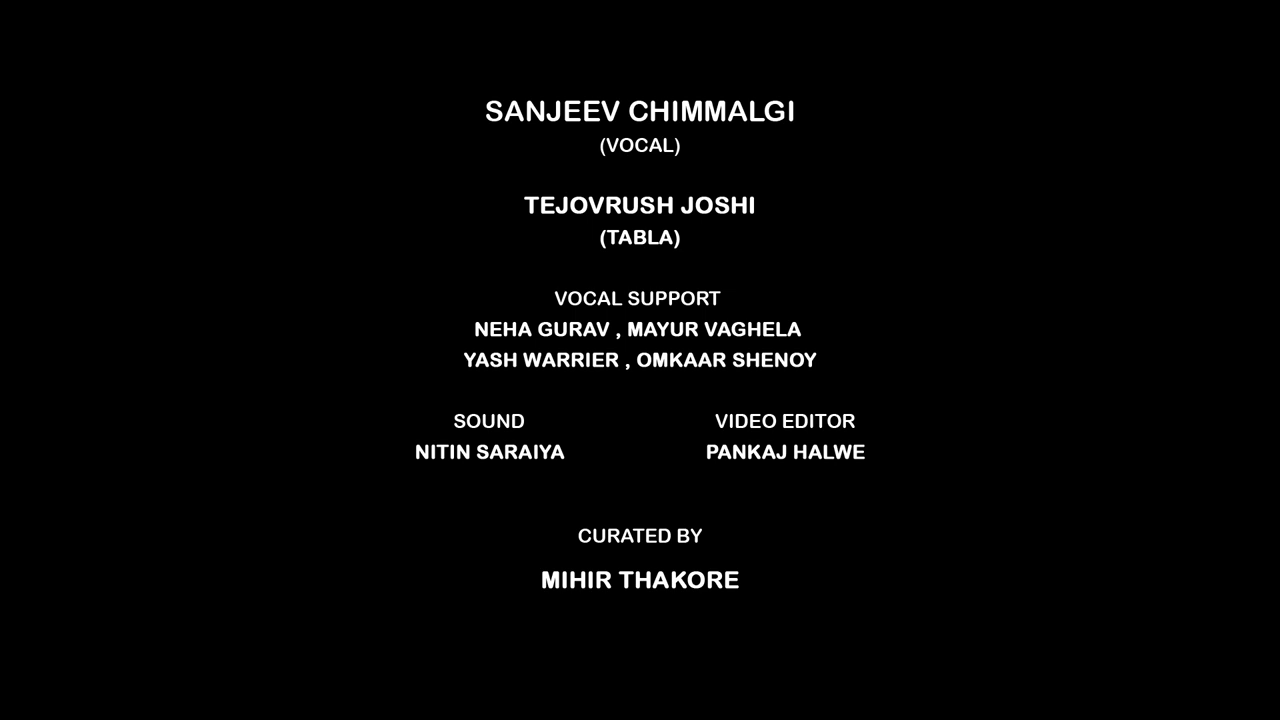 SANJEEV CHIMMALGI
(VOCAL)
TEJOVRUSH JOSHI
(TABLA)
VOCAL SUPPORT
NEHA GURAV , MAYUR VAGHELA
YASH WARRIER , OMKAAR SHENOY
SOUND VIDEO EDITOR
NITIN SARAIYA PANKAJ HALWE
CURATED BY
MIHIR THAKORE